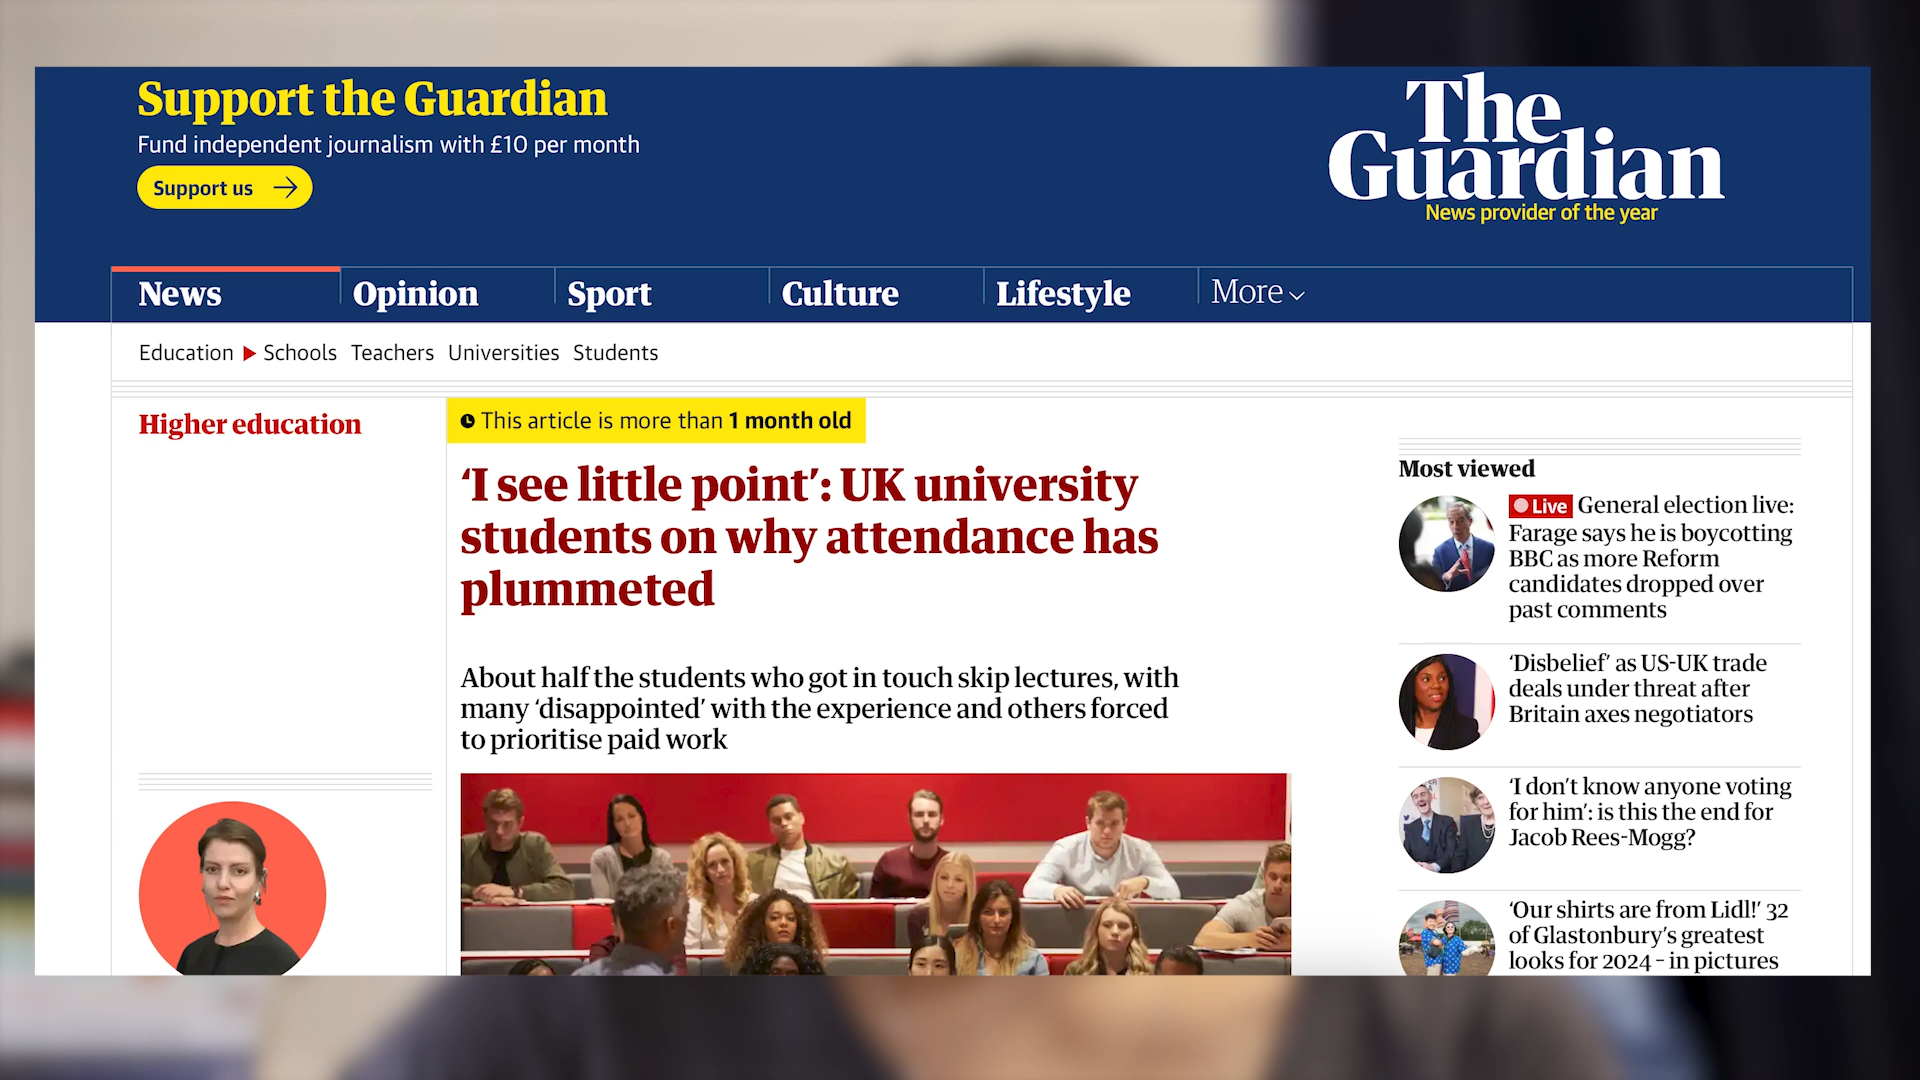 Support the Guardian
Fund independent journalism with £10 per month
Support us
The
Guardian
News provider of the year
News
Opinion
Sport
Culture
Lifestyle
More
Education
Schools
Teachers
Universities
Students
Higher education
This article is more than 1 month old
‘I see little point’: UK university
students on why attendance has
plummeted
About half the students who got in touch skip lectures, with
many ‘disappointed’ with the experience and others forced
to prioritise paid work
Most viewed
Live General election live:
Farage says he is boycotting
BBC as more Reform
candidates dropped over
past comments
‘Disbelief’ as US-UK trade
deals under threat after
Britain axes negotiators
‘I don’t know anyone voting
for him’: is this the end for
Jacob Rees-Mogg?
‘Our shirts are from Lidl!’ 32
of Glastonbury’s greatest
looks for 2024 – in pictures